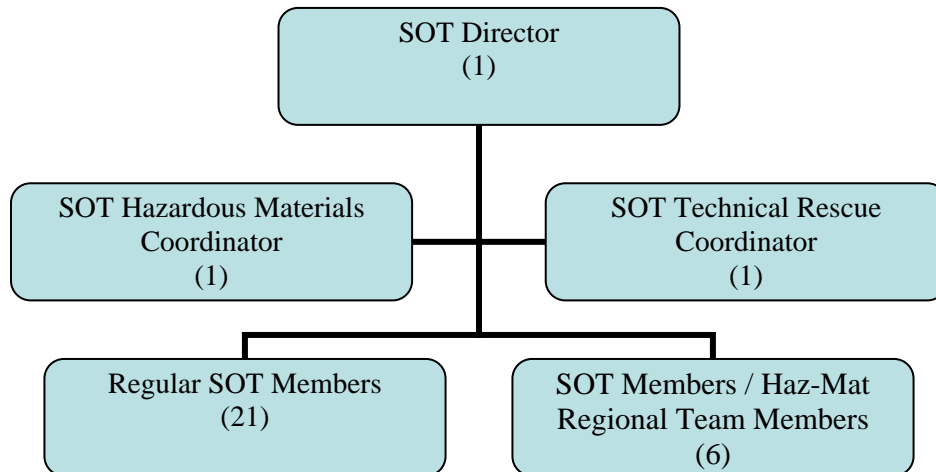 SOT Director
(1)
SOT Hazardous Materials
Coordinator
(1)
SOT Technical Rescue
Coordinator
(1)
Regular SOT Members
(21)
SOT Members / Haz-Mat
Regional Team Members
(6)